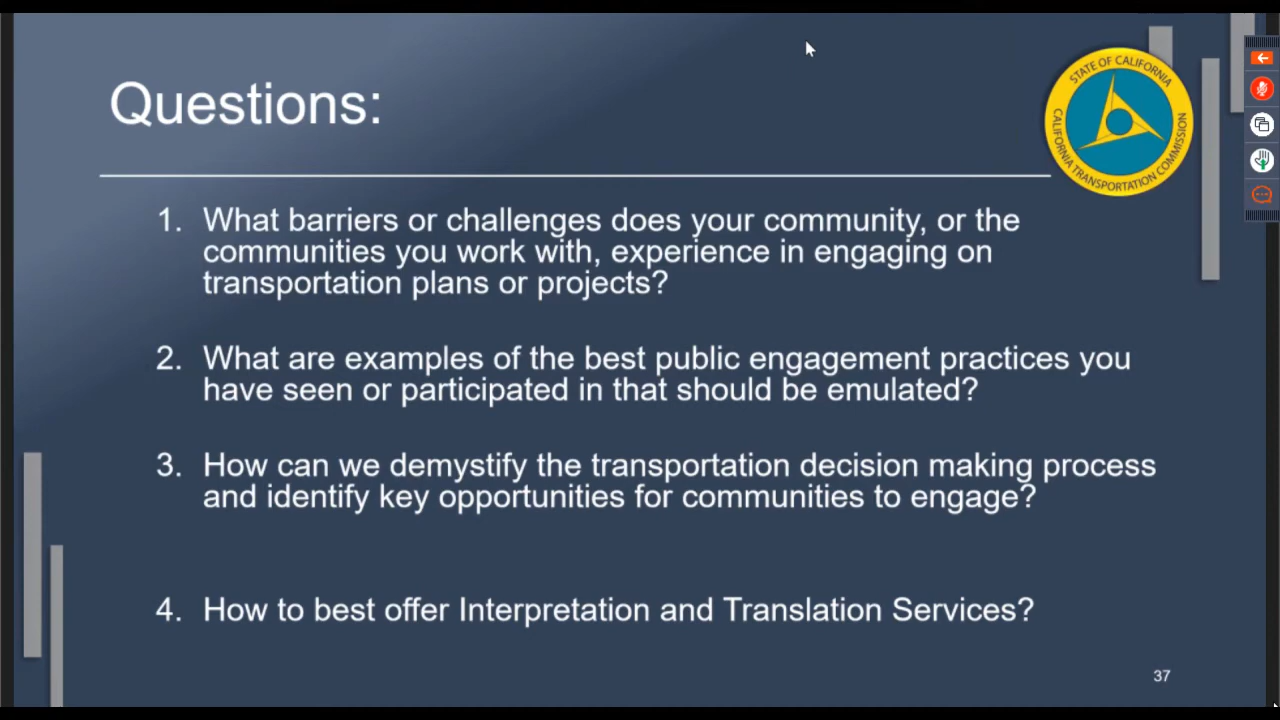 Questions:
STATE OF CALIFORNIA
CALIFORNIA TRANSPORTATION COMMISSION
1. What barriers or challenges does your community, or the
communities you work with, experience in engaging on
transportation plans or projects?
2. What are examples of the best public engagement practices you
have seen or participated in that should be emulated?
3. How can we demystify the transportation decision making process
and identify key opportunities for communities to engage?
4. How to best offer Interpretation and Translation Services?
37